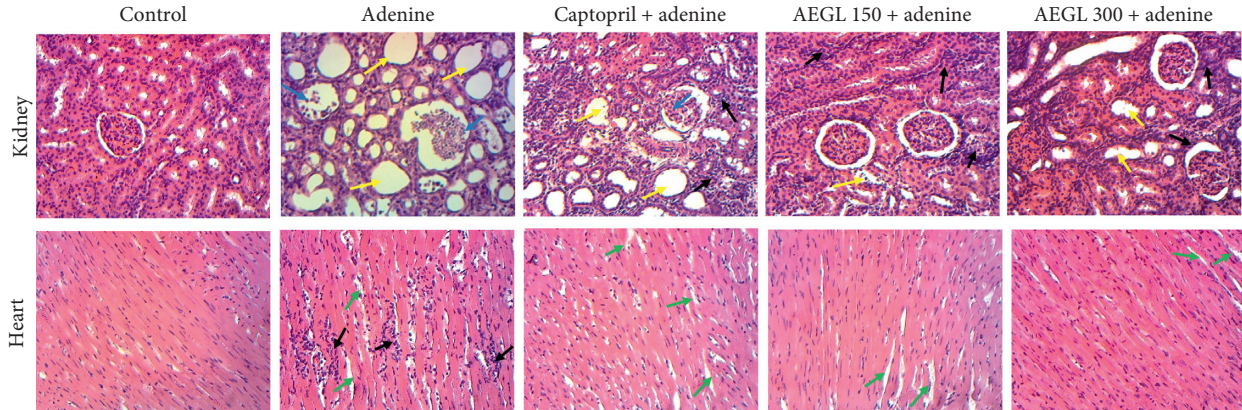 Control
Adenine
Captopril + adenine
AEGL 150 + adenine
AEGL 300 + adenine
Kidney
Heart